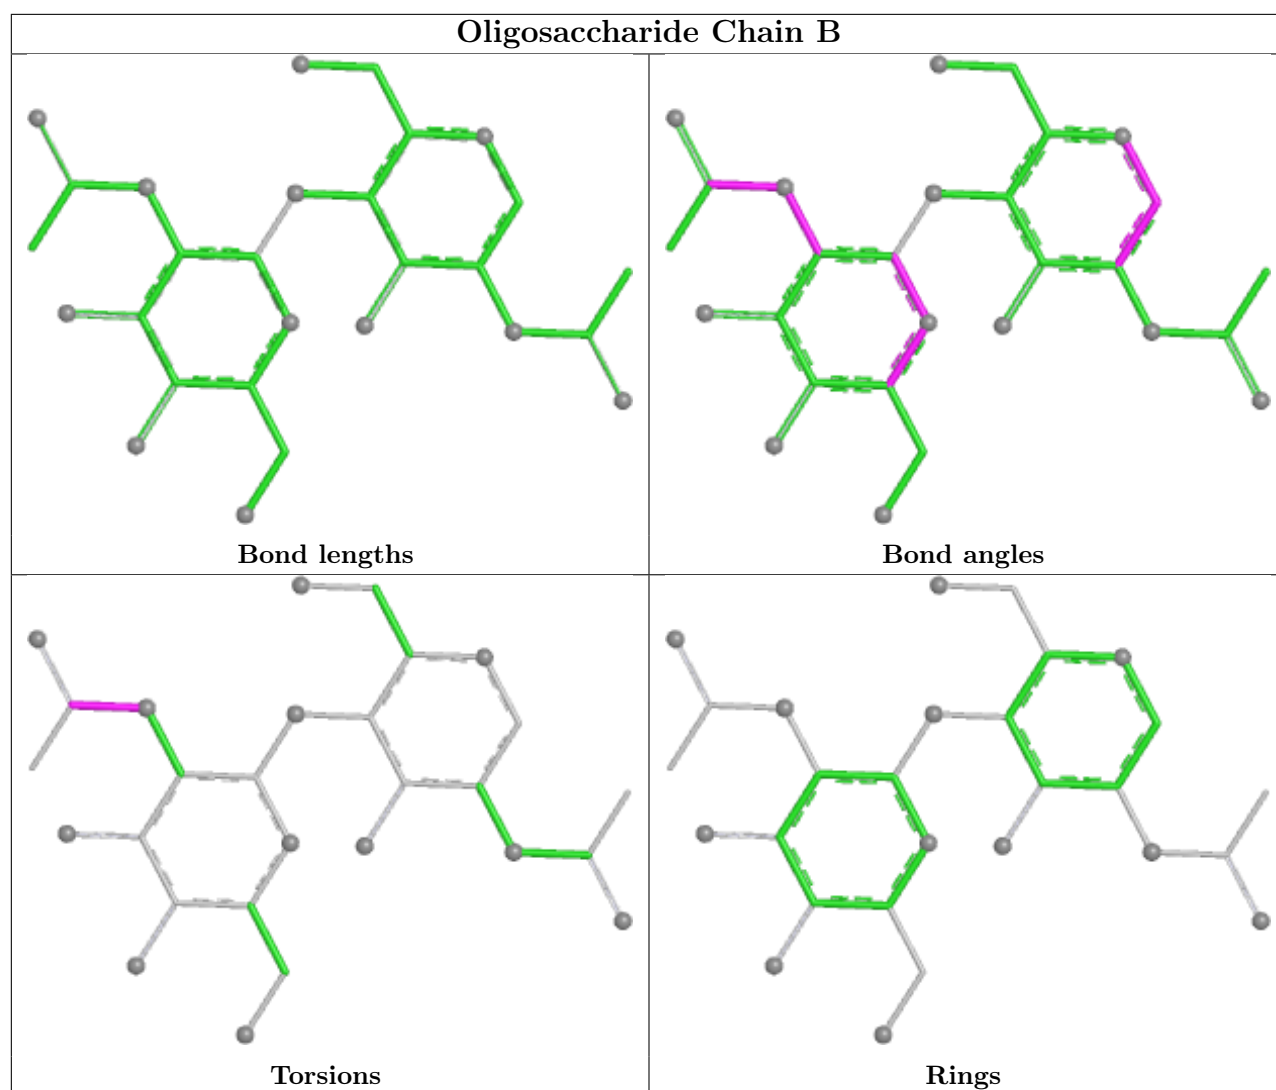 Oligosaccharide Chain B
Bond lengths
Bond angles
Torsions
Rings